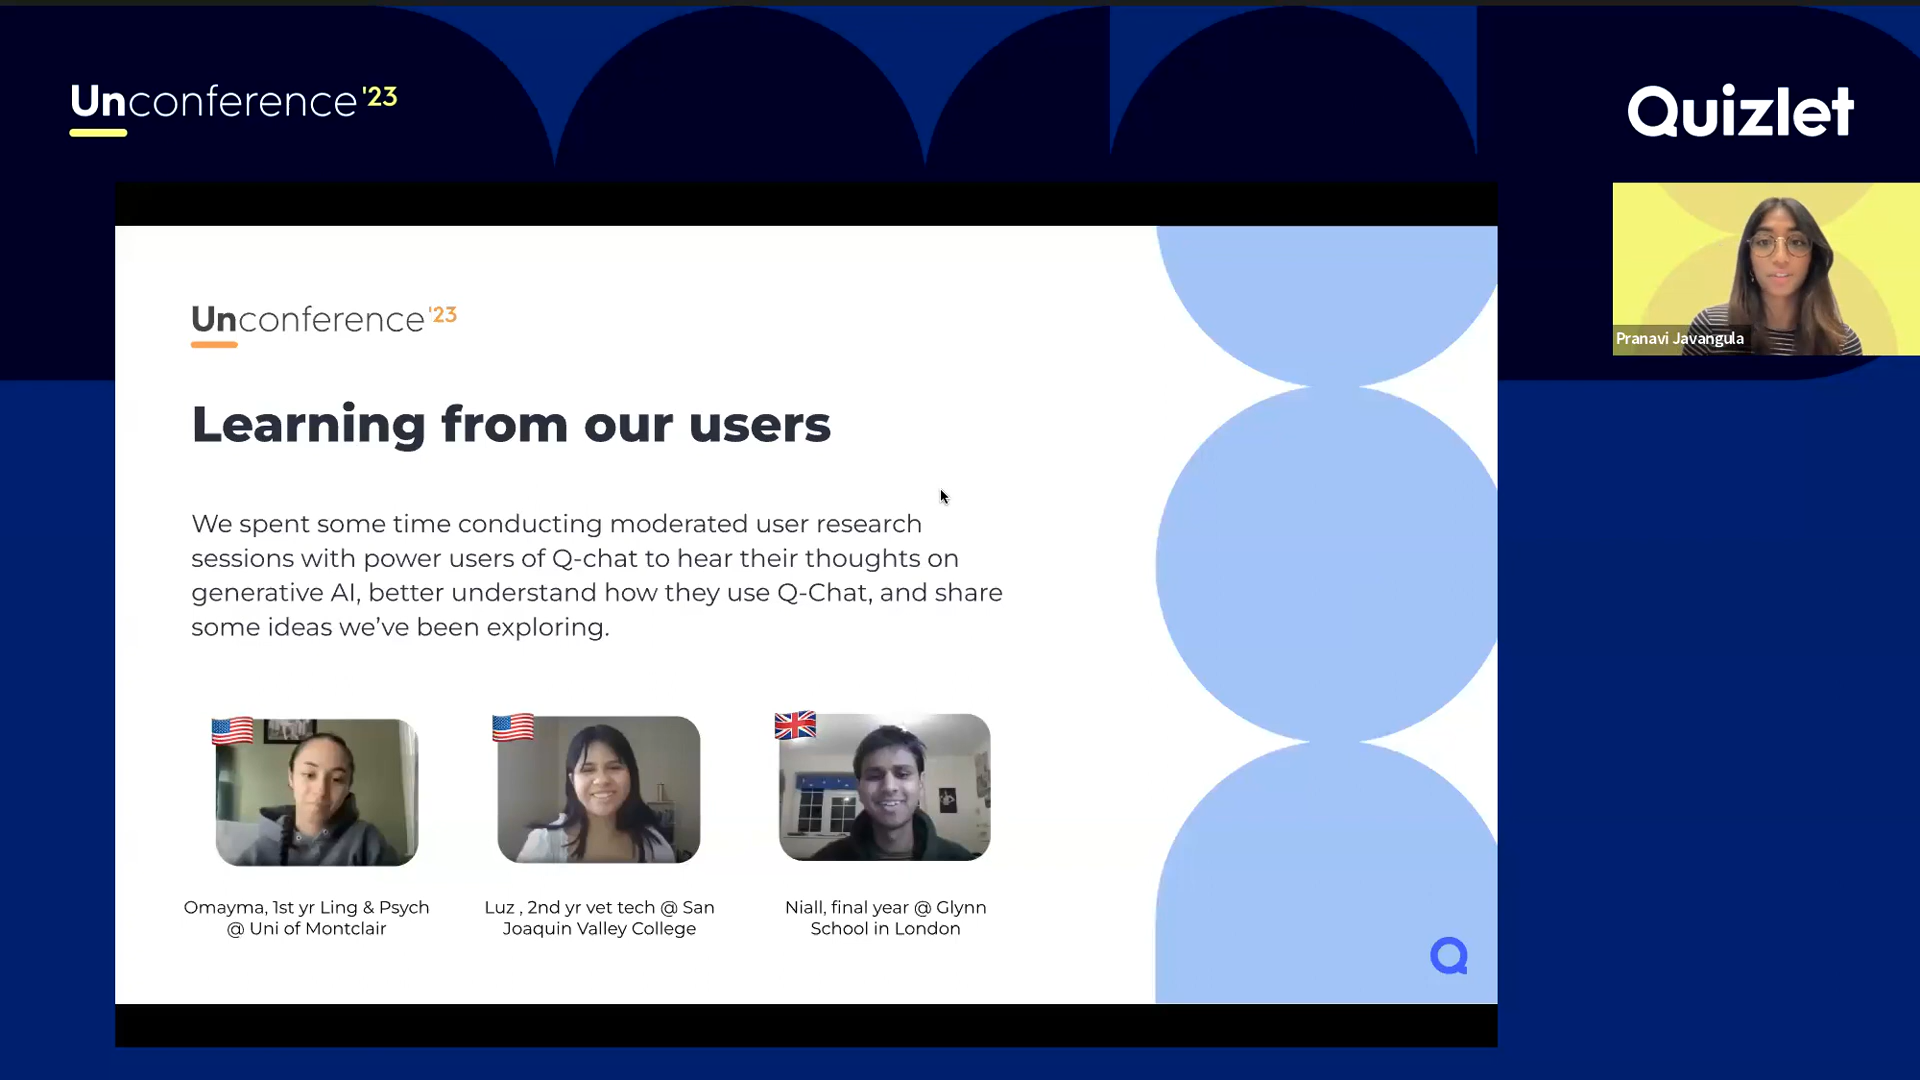 Unconference '23
Quizlet
Pranavi Javangula
Unconference '23
Learning from our users
We spent some time conducting moderated user research
sessions with power users of Q-chat to hear their thoughts on
generative AI, better understand how they use Q-Chat, and share
some ideas we’ve been exploring.
Omayma, 1st yr Ling & Psych
@ Uni of Montclair
Luz , 2nd yr vet tech @ San
Joaquin Valley College
Niall, final year @ Glynn
School in London